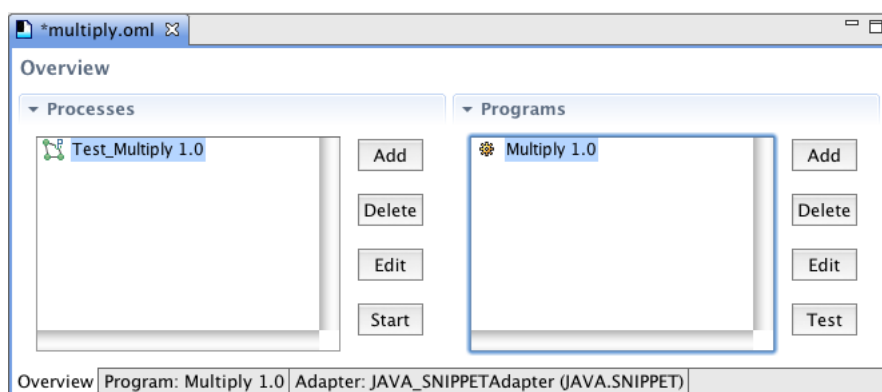 *multiply.oml
Overview
Processes
Programs
Test_Multiply 1.0
Add
Delete
Edit
Start
Multiply 1.0
Add
Delete
Edit
Test
Overview Program: Multiply 1.0 Adapter: JAVA_SNIPPETAdapter (JAVA.SNIPPET)